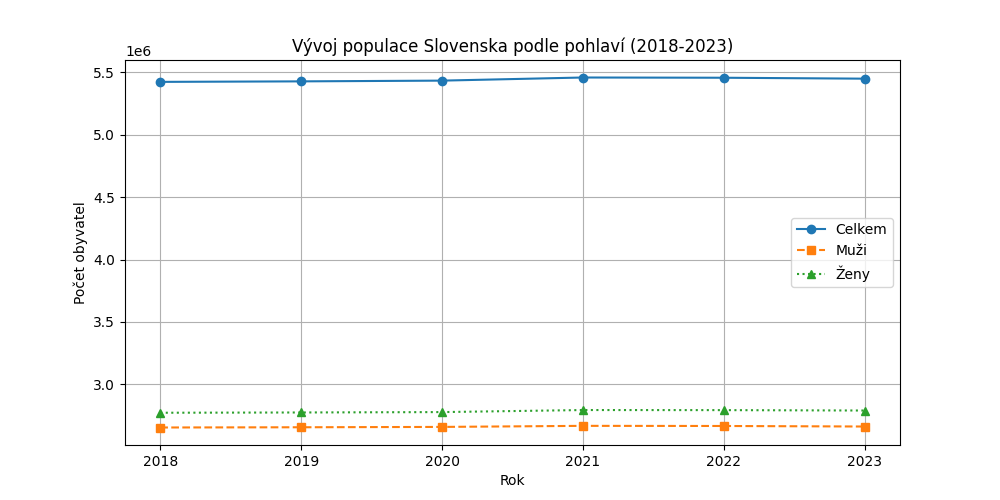 Vývoj populace Slovenska podle pohlaví (2018-2023)
1e6
5.5
5.0
4.5
4.0
3.5
3.0
Počet obyvatel
Celkem
Muži
Ženy
2018 2019 2020 2021 2022 2023
Rok